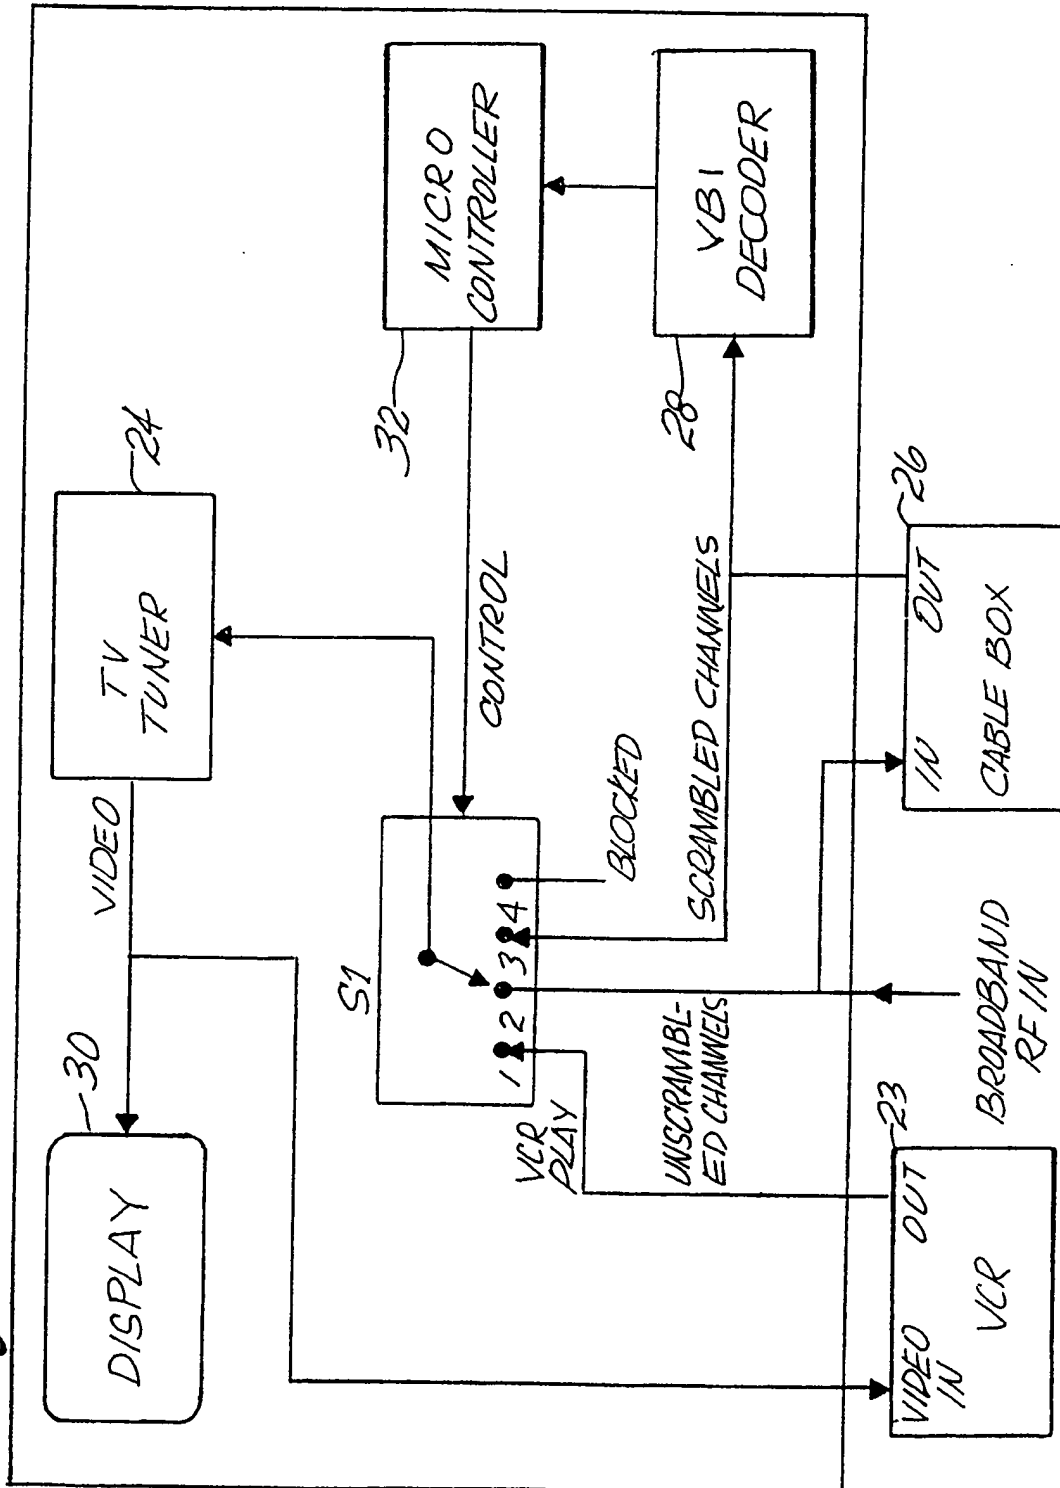 DISPLAY
30
VIDEO
TV
TUNER
24
S1
1 2 3 4
VCR
PLAY
BLOCKED
CONTROL
32
MICRO
CONTROLLER
UNSCRAMBL-
ED CHANNELS
SCRAMBLED CHANNELS
28
VBI
DECODER
VIDEO
IN
OUT
VCR
23
BROADBAND
RF IN
IN
OUT
CABLE BOX
26